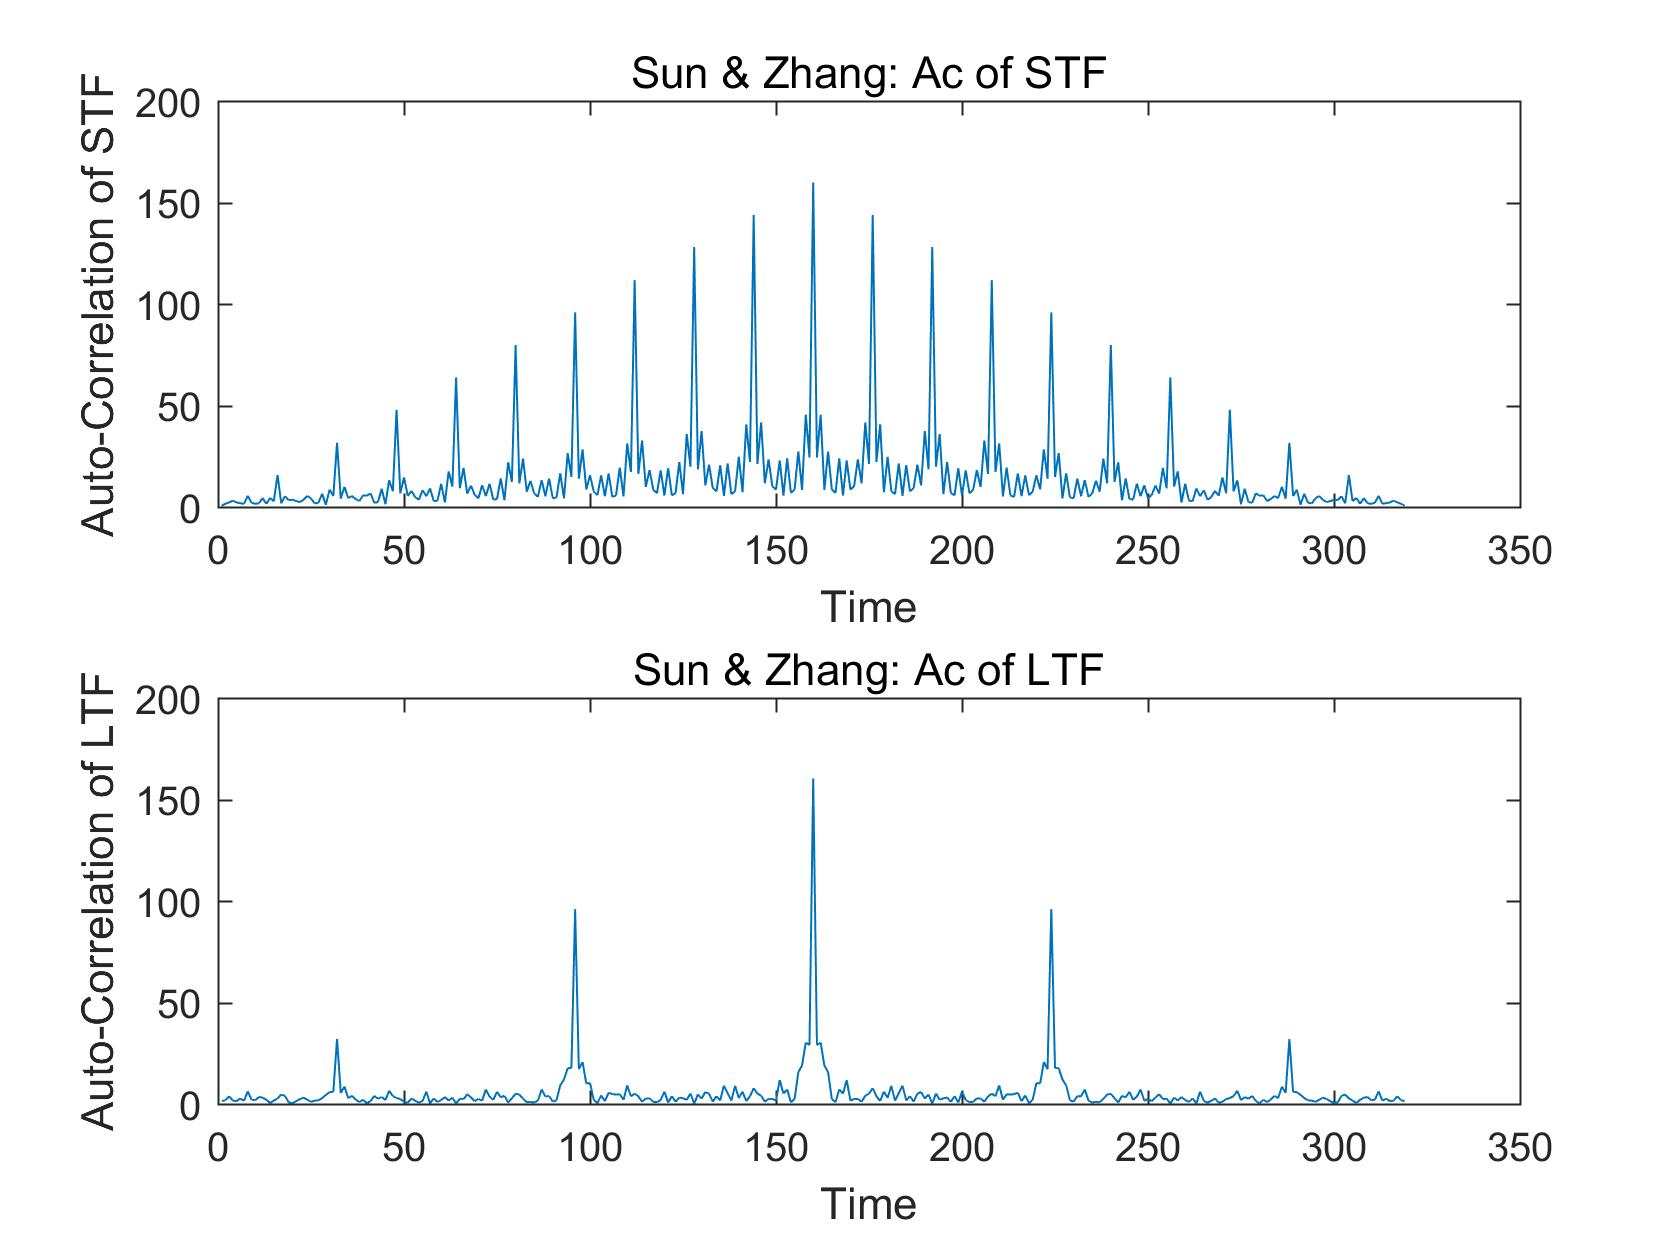 Sun & Zhang: Ac of STF
Auto-Correlation of STF
200
150
100
50
0
0 50 100 150 200 250 300 350
Time
Sun & Zhang: Ac of LTF
Auto-Correlation of LTF
200
150
100
50
0
0 50 100 150 200 250 300 350
Time